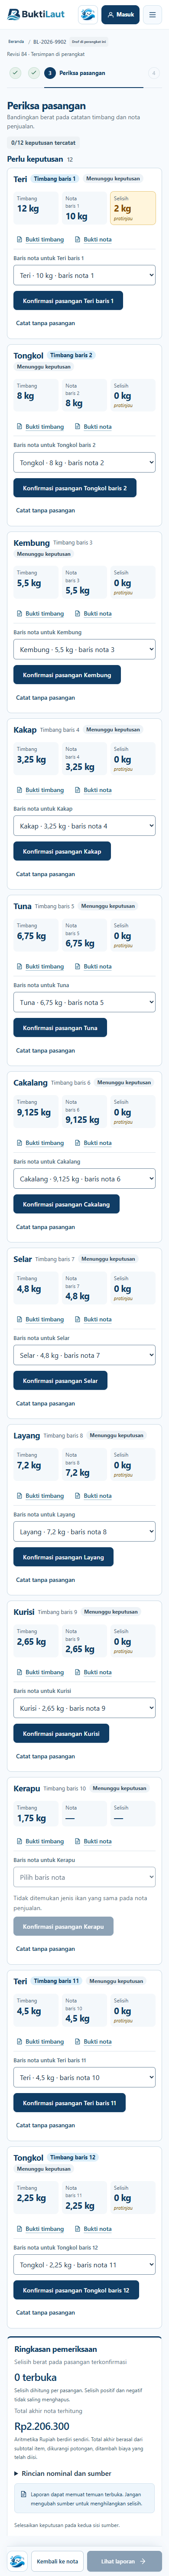 BuktiLaut
Masuk
Beranda / BL-2026-9902 Draf di perangkat ini
Revisi 84 · Tersimpan di perangkat
3 Periksa pasangan 4
Periksa pasangan
Bandingkan berat pada catatan timbang dan nota
penjualan.
0/12 keputusan tercatat
Perlu keputusan 12
Teri Timbang baris 1 Menunggu keputusan
Timbang
12 kg
Nota
baris 1
10 kg
Selisih
2 kg
pratinjau
Bukti timbang Bukti nota
Baris nota untuk Teri baris 1
Teri · 10 kg · baris nota 1
Konfirmasi pasangan Teri baris 1
Catat tanpa pasangan
Tongkol Timbang baris 2
Menunggu keputusan
Timbang
8 kg
Nota
baris 2
8 kg
Selisih
0 kg
pratinjau
Bukti timbang Bukti nota
Baris nota untuk Tongkol baris 2
Tongkol · 8 kg · baris nota 2
Konfirmasi pasangan Tongkol baris 2
Catat tanpa pasangan
Kembung Timbang baris 3
Menunggu keputusan
Timbang
5,5 kg
Nota
baris 3
5,5 kg
Selisih
0 kg
pratinjau
Bukti timbang Bukti nota
Baris nota untuk Kembung
Kembung · 5,5 kg · baris nota 3
Konfirmasi pasangan Kembung
Catat tanpa pasangan
Kakap Timbang baris 4 Menunggu keputusan
Timbang
3,25 kg
Nota
baris 4
3,25 kg
Selisih
0 kg
pratinjau
Bukti timbang Bukti nota
Baris nota untuk Kakap
Kakap · 3,25 kg · baris nota 4
Konfirmasi pasangan Kakap
Catat tanpa pasangan
Tuna Timbang baris 5 Menunggu keputusan
Timbang
6,75 kg
Nota
baris 5
6,75 kg
Selisih
0 kg
pratinjau
Bukti timbang Bukti nota
Baris nota untuk Tuna
Tuna · 6,75 kg · baris nota 5
Konfirmasi pasangan Tuna
Catat tanpa pasangan
Cakalang Timbang baris 6 Menunggu keputusan
Timbang
9,125 kg
Nota
baris 6
9,125 kg
Selisih
0 kg
pratinjau
Bukti timbang Bukti nota
Baris nota untuk Cakalang
Cakalang · 9,125 kg · baris nota 6
Konfirmasi pasangan Cakalang
Catat tanpa pasangan
Selar Timbang baris 7 Menunggu keputusan
Timbang
4,8 kg
Nota
baris 7
4,8 kg
Selisih
0 kg
pratinjau
Bukti timbang Bukti nota
Baris nota untuk Selar
Selar · 4,8 kg · baris nota 7
Konfirmasi pasangan Selar
Catat tanpa pasangan
Layang Timbang baris 8 Menunggu keputusan
Timbang
7,2 kg
Nota
baris 8
7,2 kg
Selisih
0 kg
pratinjau
Bukti timbang Bukti nota
Baris nota untuk Layang
Layang · 7,2 kg · baris nota 8
Konfirmasi pasangan Layang
Catat tanpa pasangan
Kurisi Timbang baris 9 Menunggu keputusan
Timbang
2,65 kg
Nota
baris 9
2,65 kg
Selisih
0 kg
pratinjau
Bukti timbang Bukti nota
Baris nota untuk Kurisi
Kurisi · 2,65 kg · baris nota 9
Konfirmasi pasangan Kurisi
Catat tanpa pasangan
Kerapu Timbang baris 10 Menunggu keputusan
Timbang
1,75 kg
Nota
—
Selisih
—
Bukti timbang Bukti nota
Baris nota untuk Kerapu
Pilih baris nota
Tidak ditemukan jenis ikan yang sama pada nota
penjualan.
Konfirmasi pasangan Kerapu
Catat tanpa pasangan
Teri Timbang baris 11 Menunggu keputusan
Timbang
4,5 kg
Nota
baris 10
4,5 kg
Selisih
0 kg
pratinjau
Bukti timbang Bukti nota
Baris nota untuk Teri baris 11
Teri · 4,5 kg · baris nota 10
Konfirmasi pasangan Teri baris 11
Catat tanpa pasangan
Tongkol Timbang baris 12
Menunggu keputusan
Timbang
2,25 kg
Nota
baris 11
2,25 kg
Selisih
0 kg
pratinjau
Bukti timbang Bukti nota
Baris nota untuk Tongkol baris 12
Tongkol · 2,25 kg · baris nota 11
Konfirmasi pasangan Tongkol baris 12
Catat tanpa pasangan
Ringkasan pemeriksaan
Selisih berat pada pasangan terkonfirmasi
0 terbuka
Selisih dihitung per pasangan. Selisih positif dan negatif
tidak saling menghapus.
Total akhir nota terhitung
Rp2.206.300
Aritmetika Rupiah berdiri sendiri. Total akhir berasal dari
subtotal item, dikurangi potongan, ditambah biaya yang
telah diisi.
Rincian nominal dan sumber
Laporan dapat memuat temuan terbuka. Jangan
mengubah sumber untuk menghilangkan selisih.
Selesaikan keputusan pada kedua sisi sumber.
Kembali ke nota
Lihat laporan